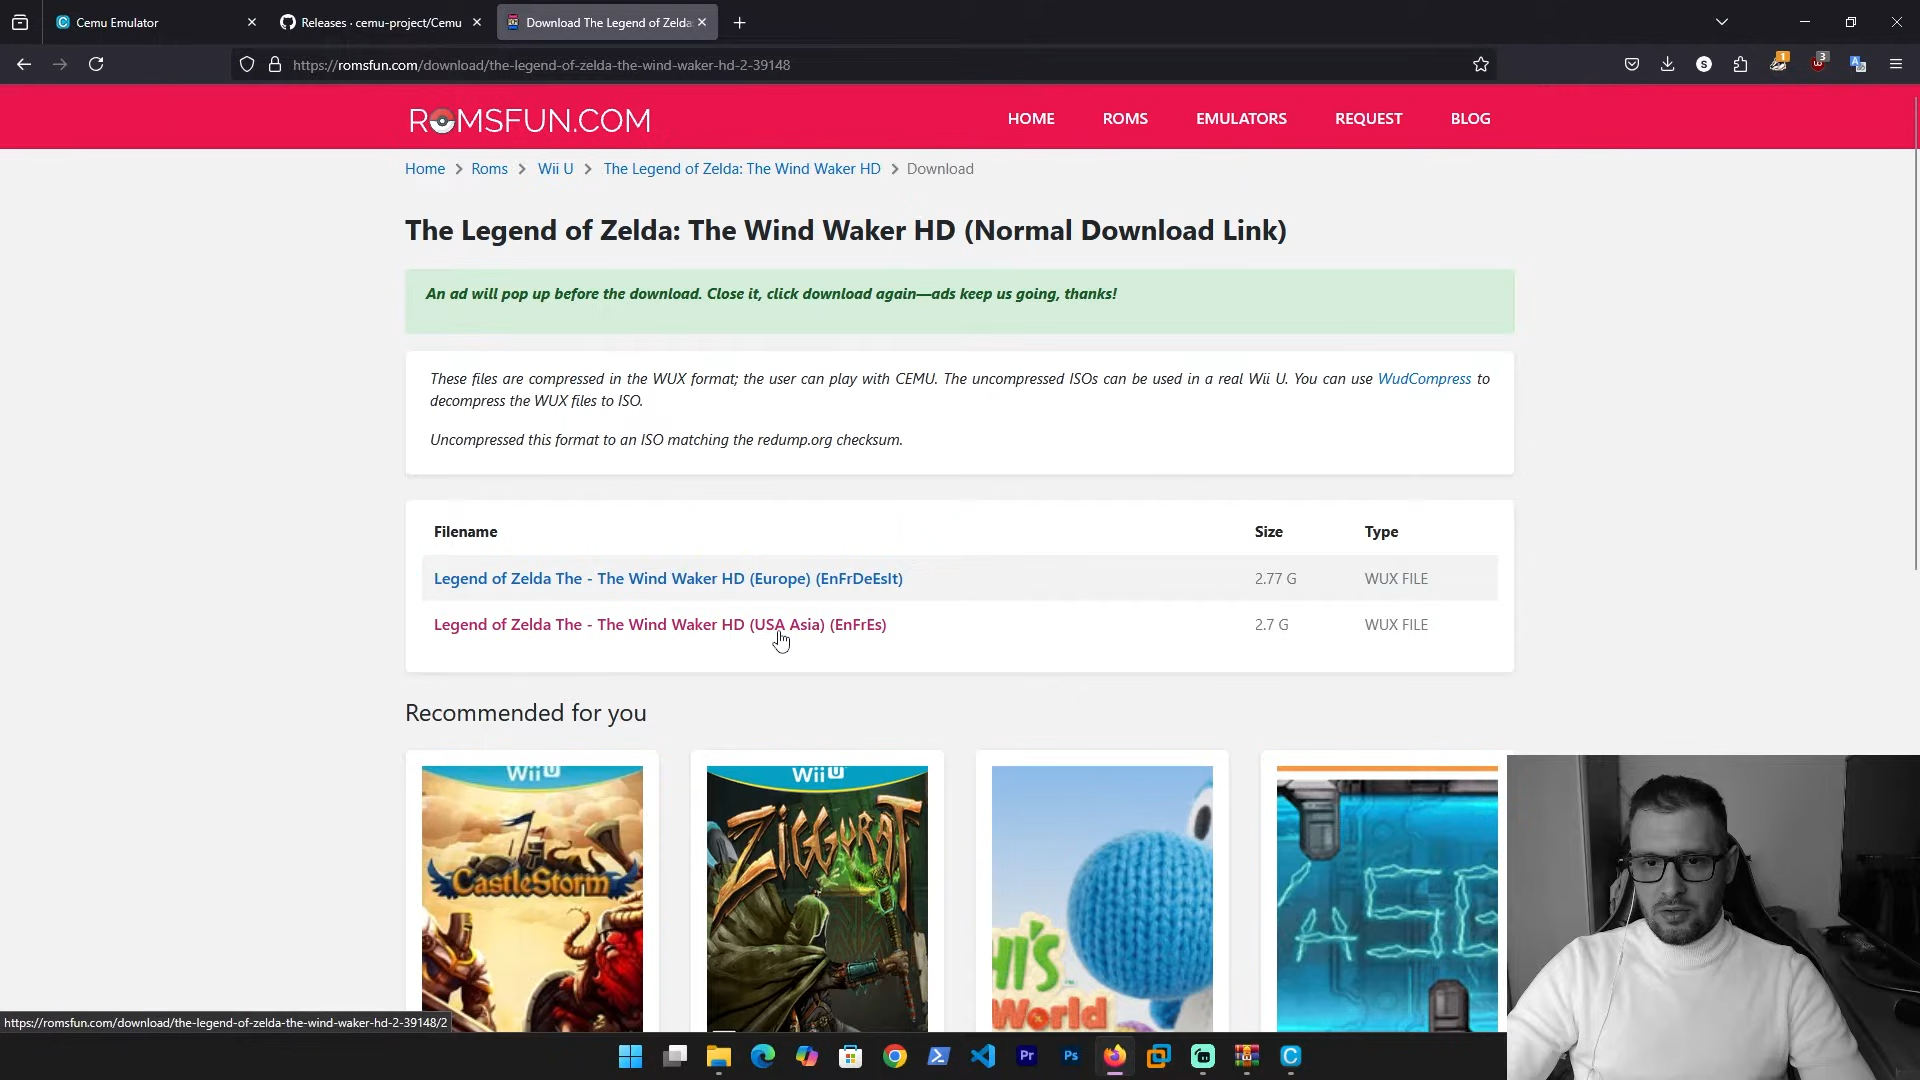 Cemu Emulator
Releases · cemu-project/Cemu
Download The Legend of Zelda
https://romsfun.com/download/the-legend-of-zelda-the-wind-waker-hd-2-39148
S
1
3
ROMSFUN.COM
HOME
ROMS
EMULATORS
REQUEST
BLOG
Home > Roms > Wii U > The Legend of Zelda: The Wind Waker HD > Download
The Legend of Zelda: The Wind Waker HD (Normal Download Link)
An ad will pop up before the download. Close it, click download again—ads keep us going, thanks!
These files are compressed in the WUX format; the user can play with CEMU. The uncompressed ISOs can be used in a real Wii U. You can use WudCompress to
decompress the WUX files to ISO.
Uncompressed this format to an ISO matching the redump.org checksum.
Filename Size Type
Legend of Zelda The - The Wind Waker HD (Europe) (EnFrDeEsIt) 2.77 G WUX FILE
Legend of Zelda The - The Wind Waker HD (USA Asia) (EnFrEs) 2.7 G WUX FILE
Recommended for you
Wii U
CastleStorm
Wii U
ZIGGURAT
HI'S
World
https://romsfun.com/download/the-legend-of-zelda-the-wind-waker-hd-2-39148/2
Pr
Ps
C